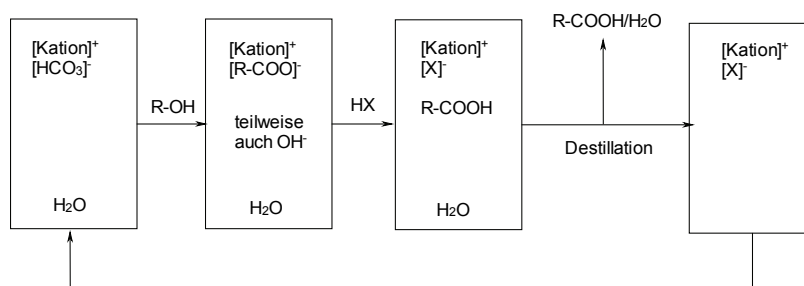 [Kation]⁺
[HCO₃]⁻
H₂O
R-OH
[Kation]⁺
[R-COO]⁻
teilweise
auch OH⁻
H₂O
HX
[Kation]⁺
[X]⁻
R-COOH
H₂O
R-COOH/H₂O
Destillation
[Kation]⁺
[X]⁻